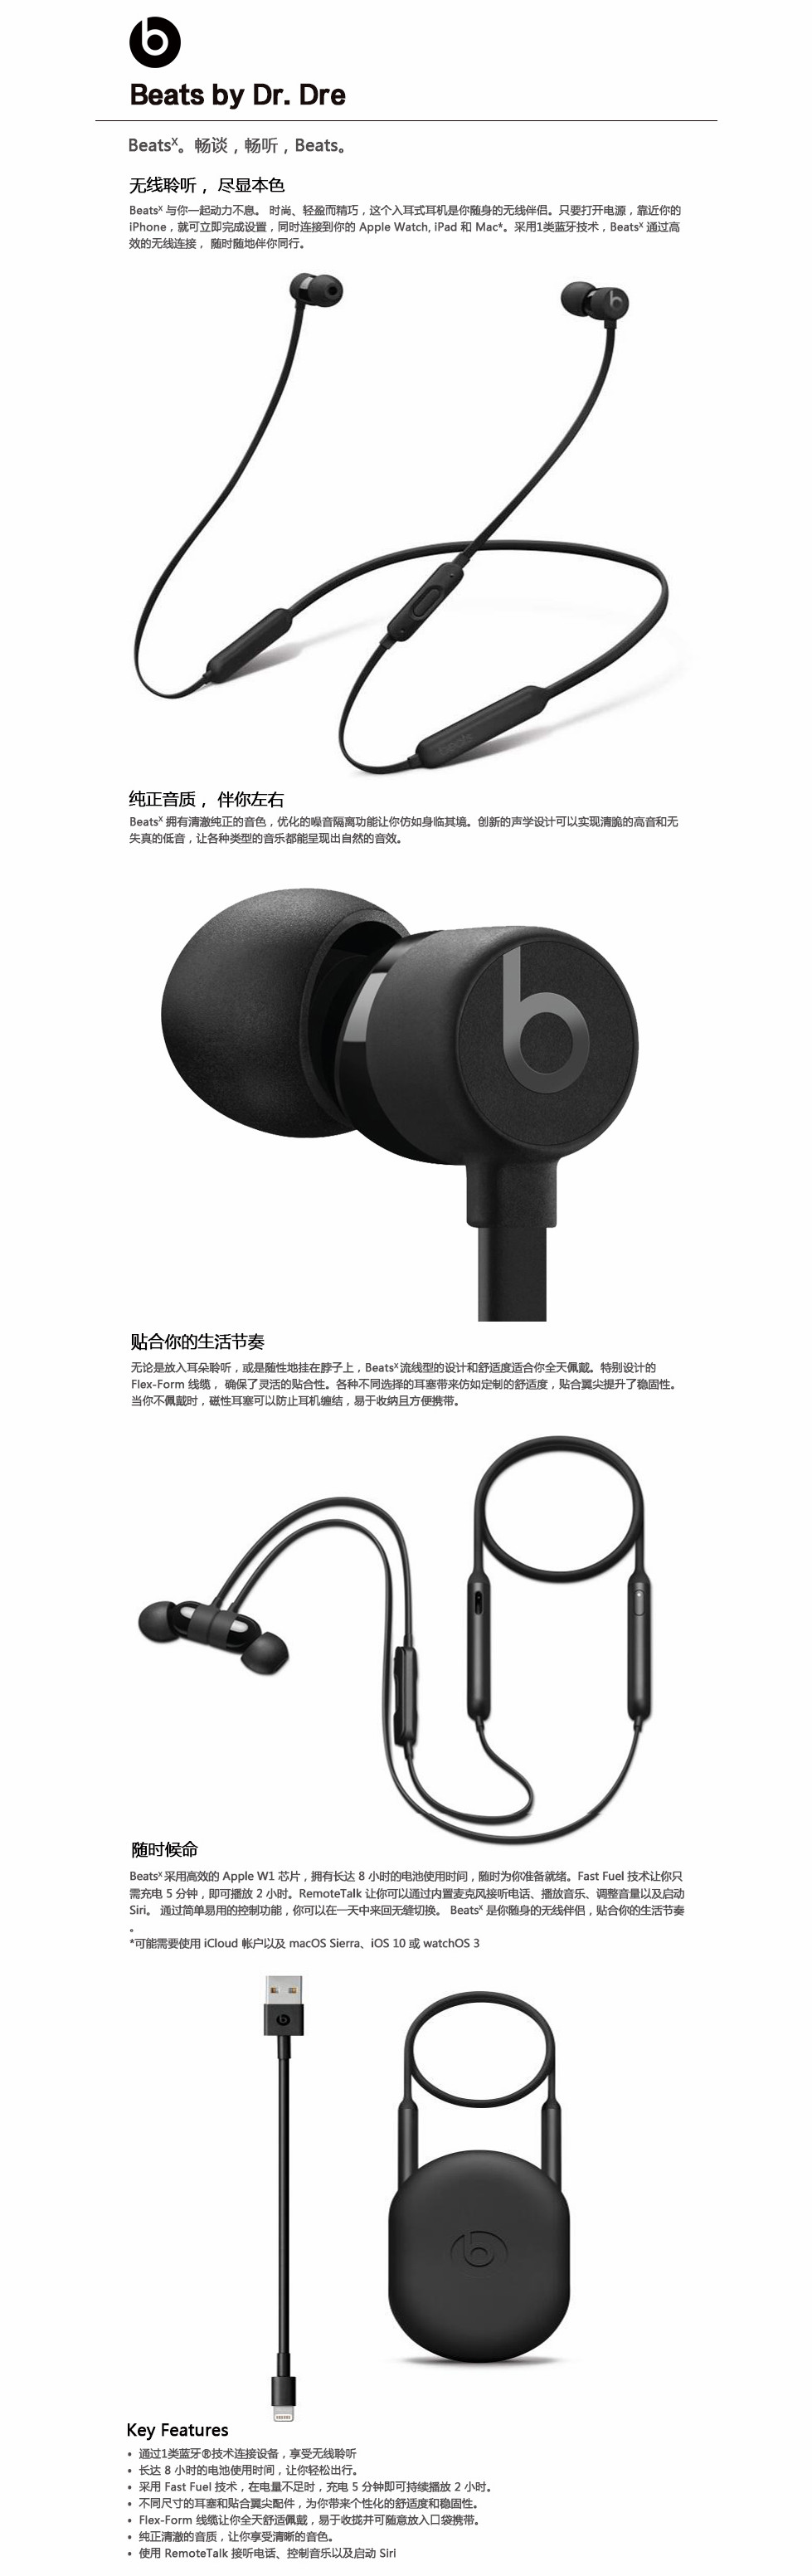 Beats by Dr. Dre
Beatsˣ。畅谈，畅听，Beats。
无线聆听， 尽显本色
Beatsˣ 与你一起动力不息。 时尚、轻盈而精巧，这个入耳式耳机是你随身的无线伴侣。只要打开电源，靠近你的
iPhone，就可立即完成设置，同时连接到你的 Apple Watch, iPad 和 Mac*。采用1类蓝牙技术，Beatsˣ 通过高
效的无线连接， 随时随地伴你同行。
beats
纯正音质， 伴你左右
Beatsˣ 拥有清澈纯正的音色，优化的噪音隔离功能让你仿如身临其境。创新的声学设计可以实现清脆的高音和无
失真的低音，让各种类型的音乐都能呈现出自然的音效。
贴合你的生活节奏
无论是放入耳朵聆听，或是随性地挂在脖子上，Beatsˣ流线型的设计和舒适度适合你全天佩戴。特别设计的
Flex-Form 线缆， 确保了灵活的贴合性。各种不同选择的耳塞带来仿如定制的舒适度，贴合翼尖提升了稳固性。
当你不佩戴时，磁性耳塞可以防止耳机缠结，易于收纳且方便携带。
随时候命
Beatsˣ 采用高效的 Apple W1 芯片，拥有长达 8 小时的电池使用时间，随时为你准备就绪。Fast Fuel 技术让你只
需充电 5 分钟，即可播放 2 小时。RemoteTalk 让你可以通过内置麦克风接听电话、播放音乐、调整音量以及启动
Siri。 通过简单易用的控制功能，你可以在一天中来回无缝切换。 Beatsˣ 是你随身的无线伴侣，贴合你的生活节奏
。
*可能需要使用 iCloud 帐户以及 macOS Sierra、iOS 10 或 watchOS 3
Key Features
• 通过1类蓝牙®技术连接设备，享受无线聆听
• 长达 8 小时的电池使用时间，让你轻松出行。
• 采用 Fast Fuel 技术，在电量不足时，充电 5 分钟即可持续播放 2 小时。
• 不同尺寸的耳塞和贴合翼尖配件，为你带来个性化的舒适度和稳固性。
• Flex-Form 线缆让你全天舒适佩戴，易于收拢并可随意放入口袋携带。
• 纯正清澈的音质，让你享受清晰的音色。
• 使用 RemoteTalk 接听电话、控制音乐以及启动 Siri